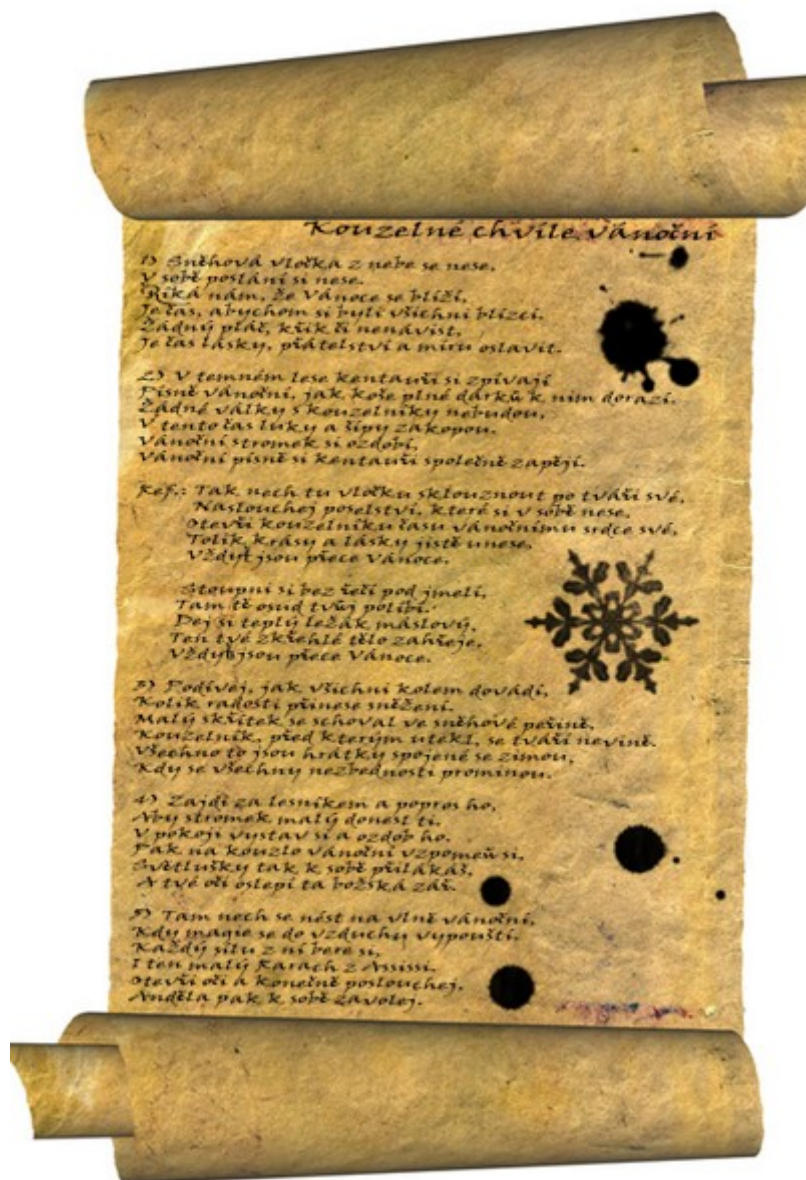 Kouzelné chvíle vánoční
1) Sněhová vločka z nebe se nese,
V sobě poslání si nese.
Říká nám, že Vánoce se blíží,
Je čas, abychom si byli všichni blízcí.
Žádný pláč, křik či nenávist,
Je čas lásky, přátelství a míru oslavit.
2) V temném lese kentauři si zpívají
Písně vánoční, jak koše plné dárků k nim dorazí.
Žádné války s kouzelníky nebudou,
V tento čas luky a šípy zakopou.
Vánoční stromek si ozdobí,
Vánoční písně si kentauři společně zapějí.
Ref.: Tak nech tu vločku sklouznout po tváři své,
Naslouchej poselství, které si v sobě nese,
Otevři kouzelníku času vánočnímu srdce své,
Tolik krásy a lásky jistě unese,
Vždyť jsou přece Vánoce.
Stoupni si bez řečí pod jmelí,
Tam tě osud tvůj políbí.
Dej si teplý ležák máslový,
Ten tvé zkřehlé tělo zahřeje,
Vždyť jsou přece Vánoce.
3) Podívej, jak všichni kolem dovádí,
Kolik radosti přinese sněžení.
Malý skřítek se schoval ve sněhové peřině,
Kouzelník, před kterým utekl, se tváří nevině.
Všechno to jsou hrátky spojené se zimou,
Kdy se všechny nezbednosti prominou.
4) Zajdi za lesníkem a popros ho,
Aby stromek malý donesl ti.
V pokoji vystav si a ozdob ho.
Pak na kouzlo vánoční vzpomeň si,
Světlušky tak k sobě přilákáš,
A tvé oči oslepí ta božská zář.
5) Tam nech se nést na vlně vánoční,
Kdy magie se do vzduchu vypouští.
Každý sílu z ní bere si,
I ten malý Rarach z Assissi.
Otevři oči a konečně poslouchej,
Anděla pak k sobě zavolej.